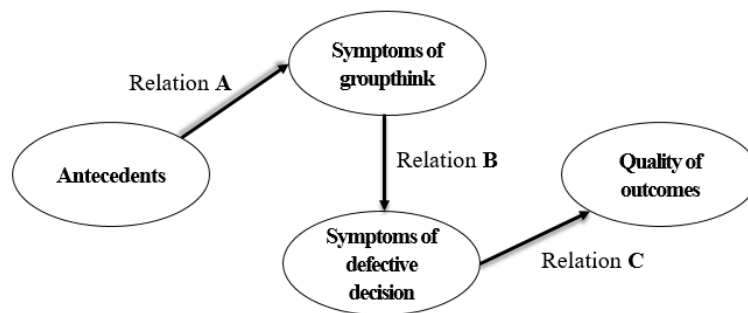 Symptoms of
groupthink
Relation A
Antecedents
Relation B
Quality of
outcomes
Symptoms of
defective
decision
Relation C